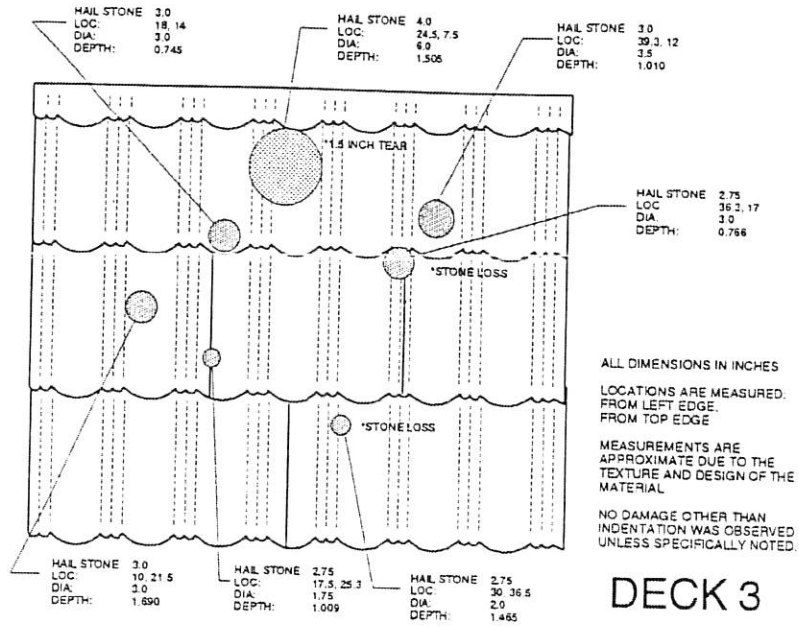 HAIL STONE 3.0
LOC: 18, 14
DIA: 3.0
DEPTH: 0.745
HAIL STONE 4.0
LOC: 24.5, 7.5
DIA: 6.0
DEPTH: 1.505
HAIL STONE 3.0
LOC: 39.3, 12
DIA: 3.5
DEPTH: 1.010
*1.5 INCH TEAR
HAIL STONE 2.75
LOC 36.3, 17
DIA: 3.0
DEPTH: 0.766
*STONE LOSS
ALL DIMENSIONS IN INCHES
LOCATIONS ARE MEASURED:
FROM LEFT EDGE,
FROM TOP EDGE
*STONE LOSS
MEASUREMENTS ARE
APPROXIMATE DUE TO THE
TEXTURE AND DESIGN OF THE
MATERIAL
NO DAMAGE OTHER THAN
INDENTATION WAS OBSERVED
UNLESS SPECIFICALLY NOTED.
HAIL STONE 3.0
LOC: 10, 21.5
DIA: 3.0
DEPTH: 1.690
HAIL STONE 2.75
LOC: 17.5, 25.3
DIA: 1.75
DEPTH: 1.009
HAIL STONE 2.75
LOC: 30, 36.5
DIA: 2.0
DEPTH: 1.465
DECK 3